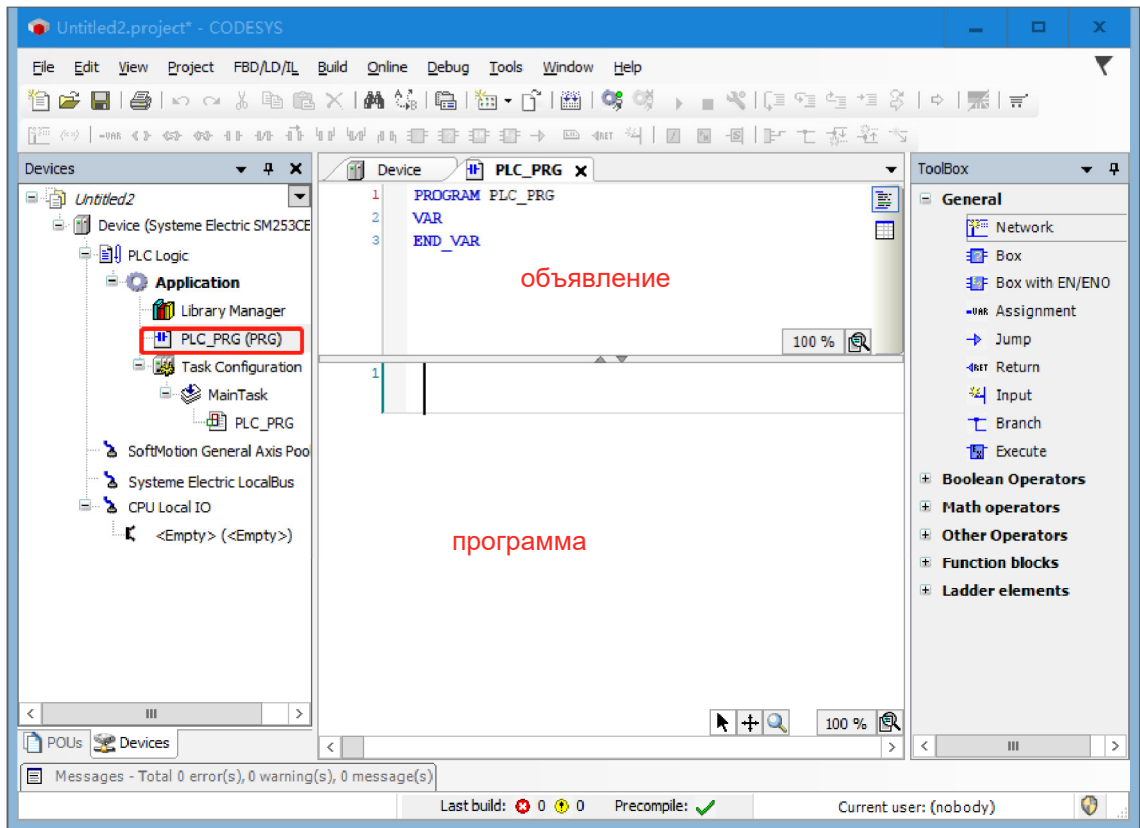 Untitled2.project* - CODESYS
File Edit View Project FBD/LD/IL Build Online Debug Tools Window Help
Devices
Untitled2
Device (Systeme Electric SM253CE
PLC Logic
Application
Library Manager
PLC_PRG (PRG)
Task Configuration
MainTask
PLC_PRG
SoftMotion General Axis Poo
Systeme Electric LocalBus
CPU Local IO
<Empty> (<Empty>)
POUs Devices
Device PLC_PRG
1 PROGRAM PLC_PRG
2 VAR
3 END_VAR
объявление
100 %
1
программа
100 %
ToolBox
General
Network
Box
Box with EN/ENO
-VAR Assignment
Jump
RET Return
Input
Branch
Execute
Boolean Operators
Math operators
Other Operators
Function blocks
Ladder elements
Messages - Total 0 error(s), 0 warning(s), 0 message(s)
Last build: 0 0 Precompile: Current user: (nobody)